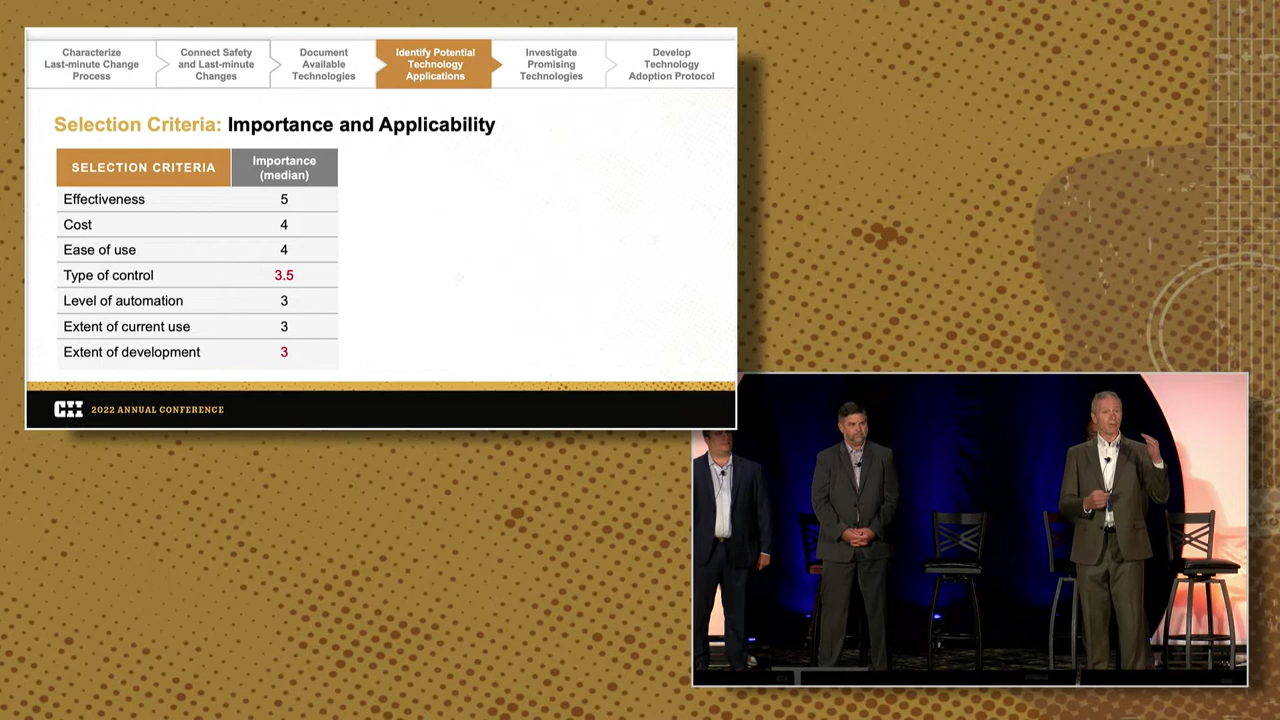 Characterize
Last-minute Change
Process
Connect Safety
and Last-minute
Changes
Document
Available
Technologies
Identify Potential
Technology
Applications
Investigate
Promising
Technologies
Develop
Technology
Adoption Protocol
Selection Criteria: Importance and Applicability
SELECTION CRITERIA Importance
(median)
Effectiveness 5
Cost 4
Ease of use 4
Type of control 3.5
Level of automation 3
Extent of current use 3
Extent of development 3
CII 2022 ANNUAL CONFERENCE